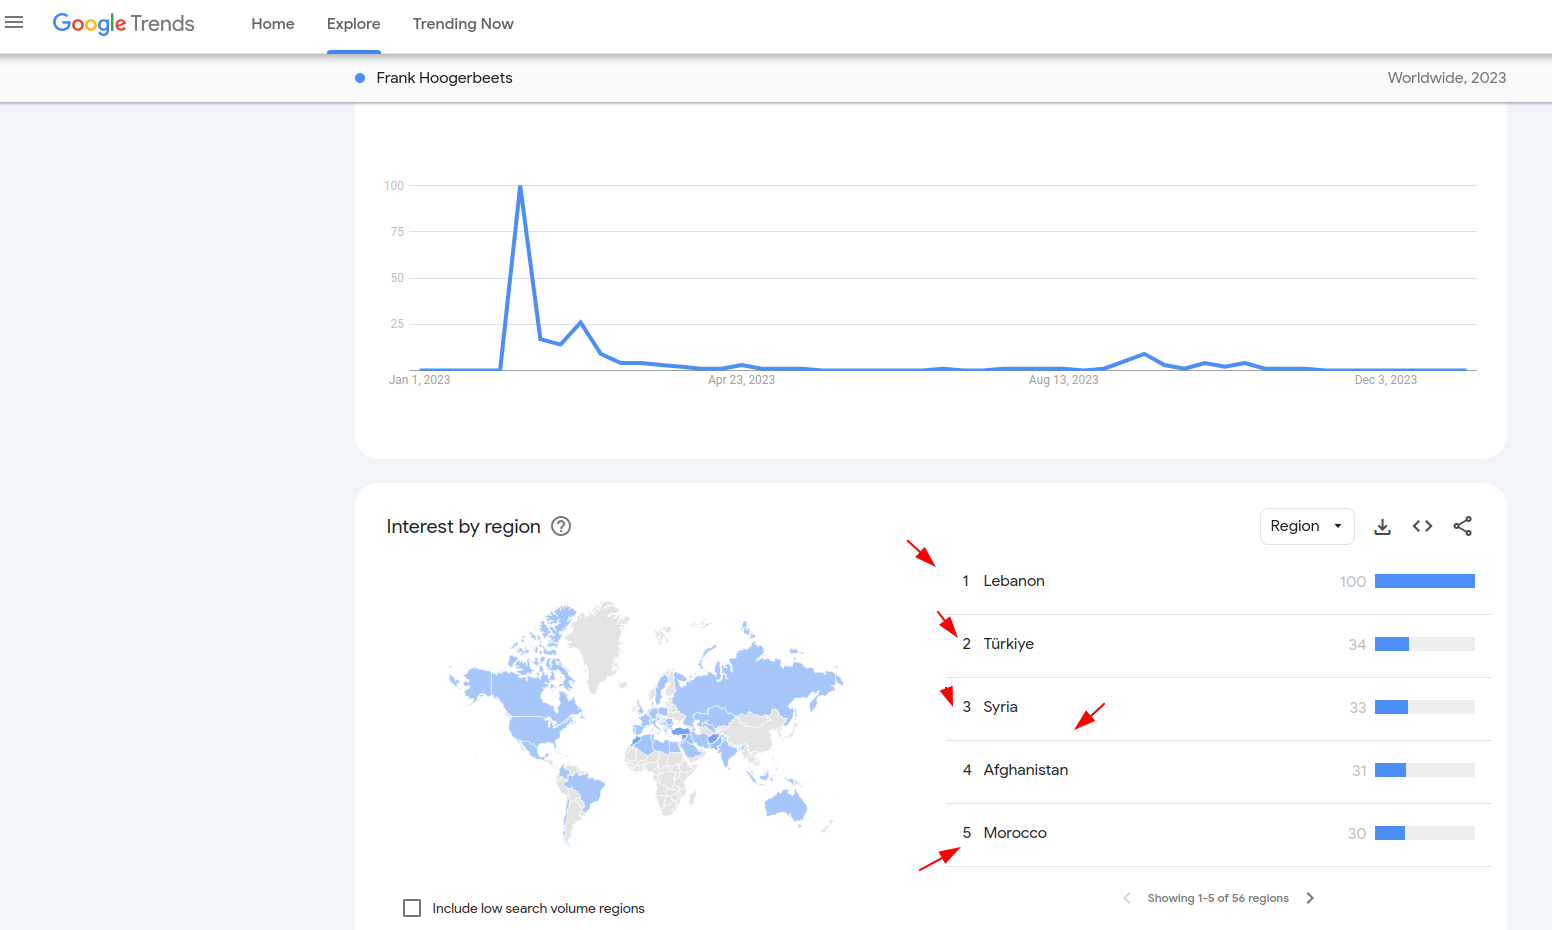 Google Trends Home Explore Trending Now
Frank Hoogerbeets Worldwide, 2023
100
75
50
25
Jan 1, 2023 Apr 23, 2023 Aug 13, 2023 Dec 3, 2023
Interest by region ? Region
1 Lebanon 100
2 Türkiye 34
3 Syria 33
4 Afghanistan 31
5 Morocco 30
Showing 1-5 of 56 regions
Include low search volume regions